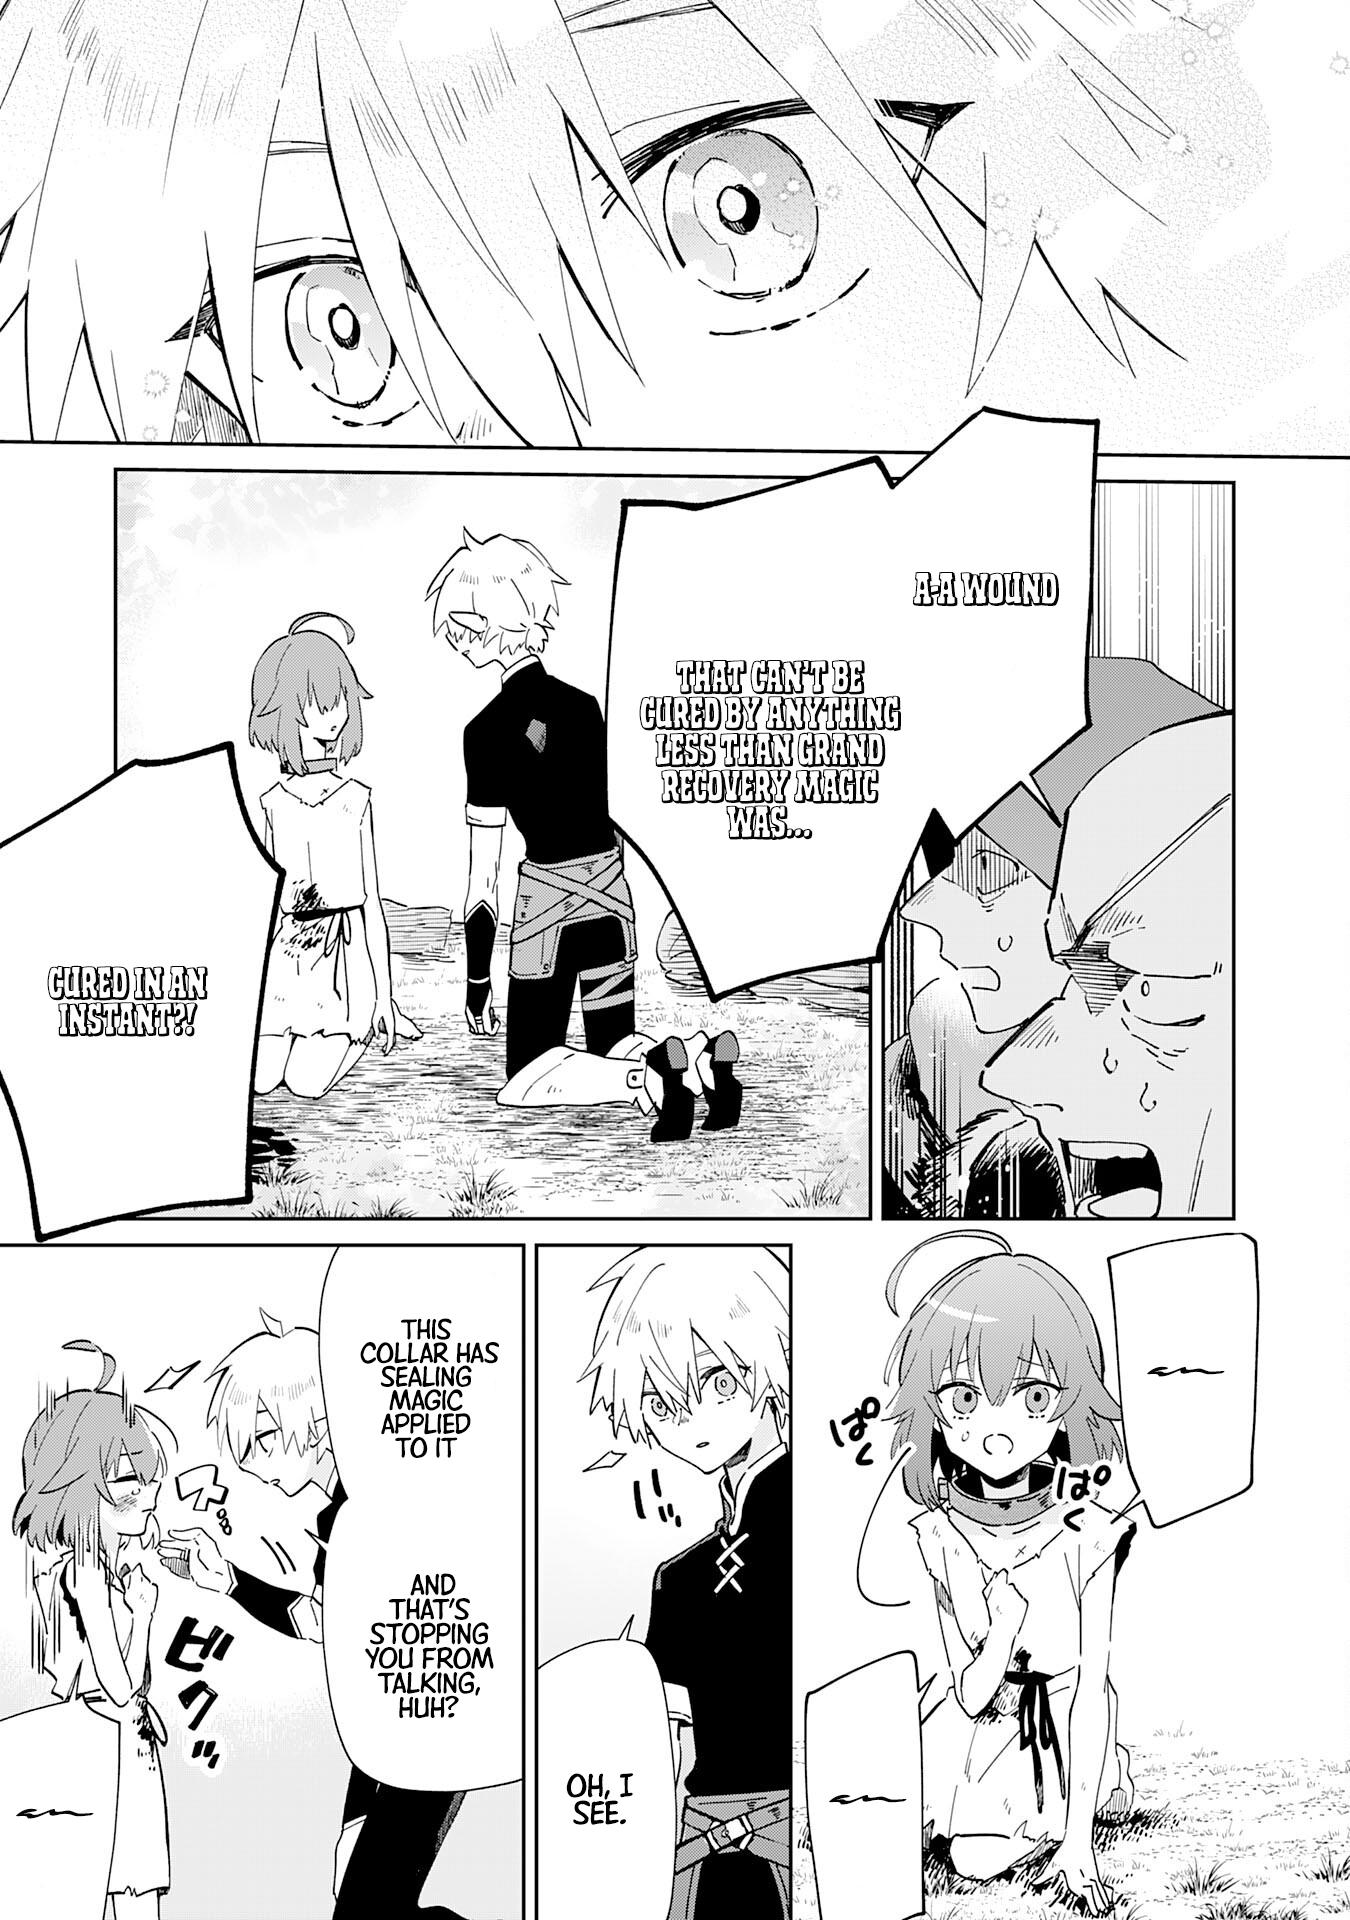 A-A WOUND
THAT CAN'T BE
CURED BY ANYTHING
LESS THAN GRAND
RECOVERY MAGIC
WAS...
CURED IN AN
INSTANT?!
ぱく
ぱく
OH, I
SEE.
THIS
COLLAR HAS
SEALING
MAGIC
APPLIED
TO IT
AND
THAT'S
STOPPING
YOU FROM
TALKING,
HUH?
ビクッ